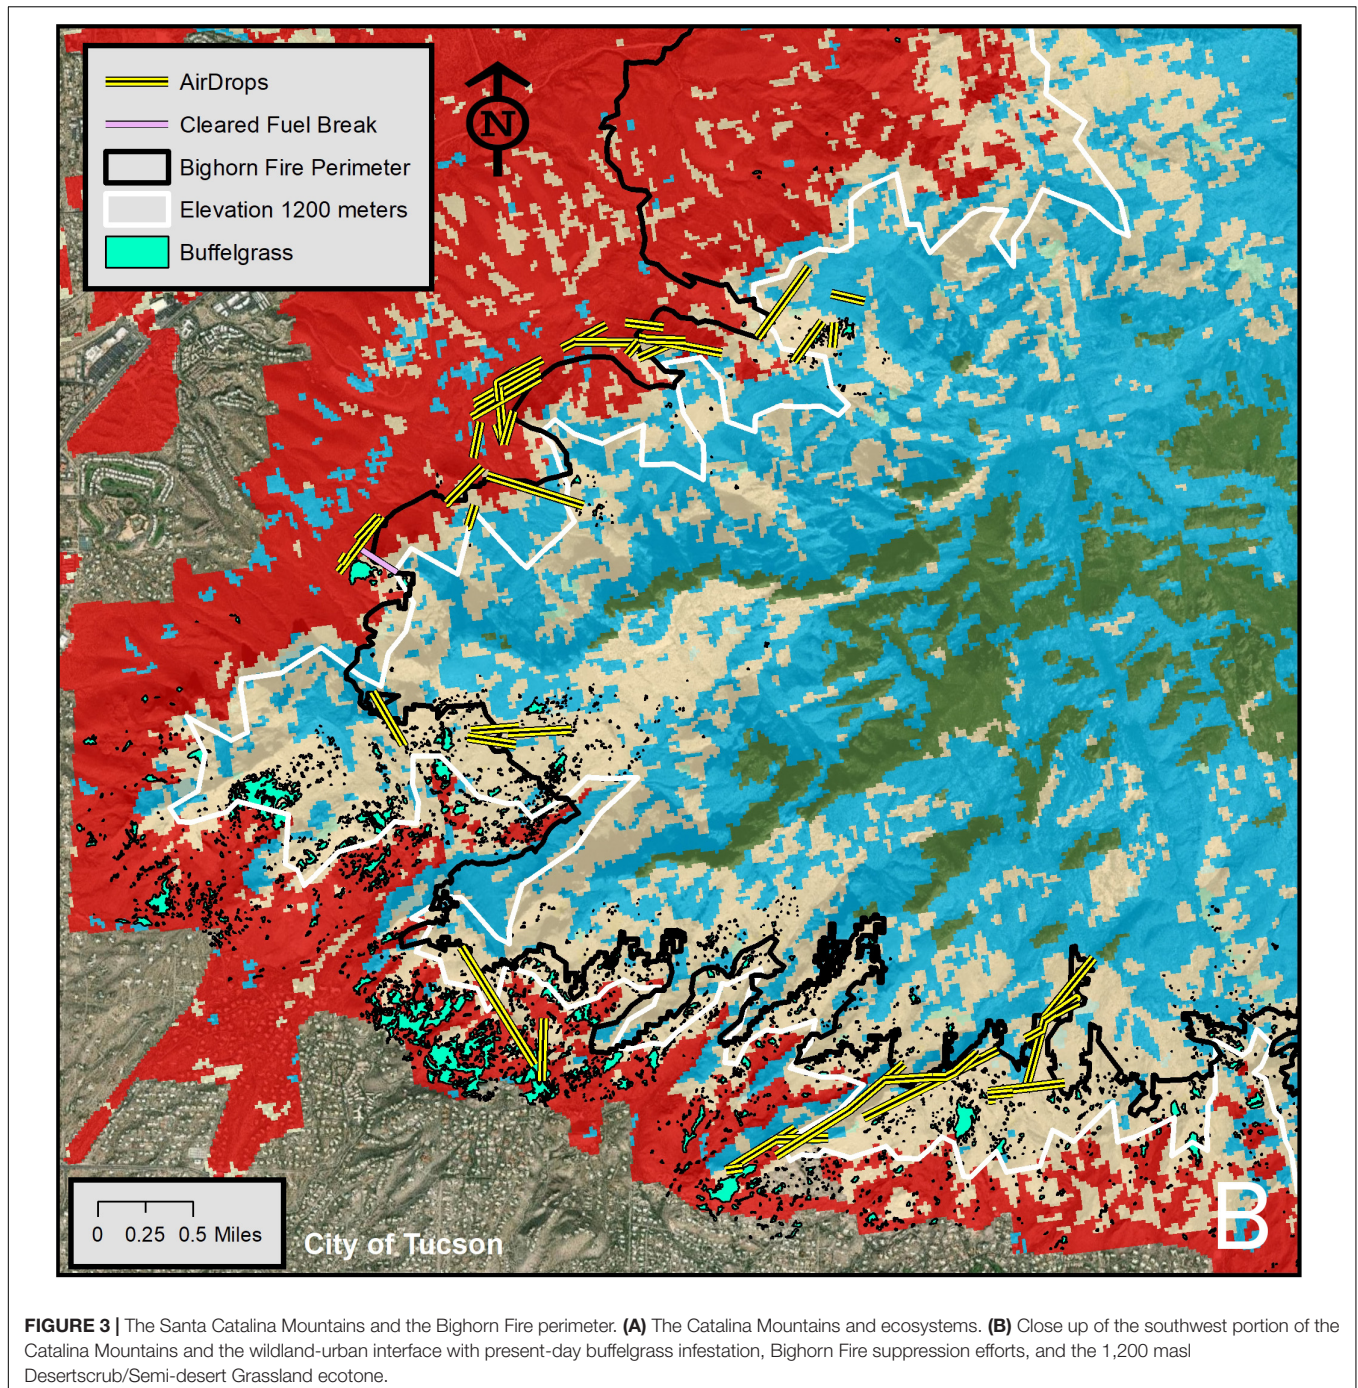 AirDrops
Cleared Fuel Break
Bighorn Fire Perimeter
Elevation 1200 meters
Buffelgrass
N
0 0.25 0.5 Miles
City of Tucson
B
FIGURE 3 | The Santa Catalina Mountains and the Bighorn Fire perimeter. (A) The Catalina Mountains and ecosystems. (B) Close up of the southwest portion of the
Catalina Mountains and the wildland-urban interface with present-day buffelgrass infestation, Bighorn Fire suppression efforts, and the 1,200 masl
Desertscrub/Semi-desert Grassland ecotone.